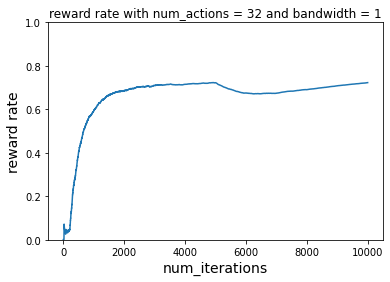 reward rate with num_actions = 32 and bandwidth = 1
1.0
0.8
0.6
0.4
0.2
0.0
reward rate
0 2000 4000 6000 8000 10000
num_iterations